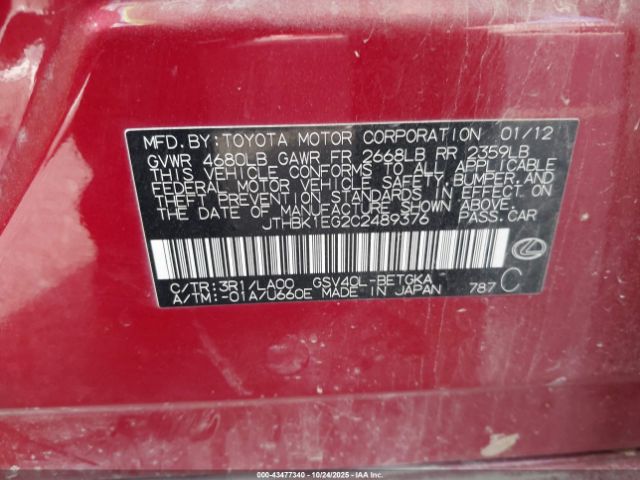 MFD. BY: TOYOTA MOTOR CORPORATION 01/12
GVWR 4680LB GAWR FR 2668LB RR 2359LB
THIS VEHICLE CONFORMS TO ALL APPLICABLE
FEDERAL MOTOR VEHICLE SAFETY, BUMPER, AND
THEFT PREVENTION STANDARDS IN EFFECT ON
THE DATE OF MANUFACTURE SHOWN ABOVE.
JTHBK1EG2C2489376 PASS.CAR
C/TR:3R1/LA00 GSV40L-BETGKA
A/TM:-01A/U660E MADE IN JAPAN 787 C
© IAA
00-43477340 | 10/24/2025 | IAAI.com